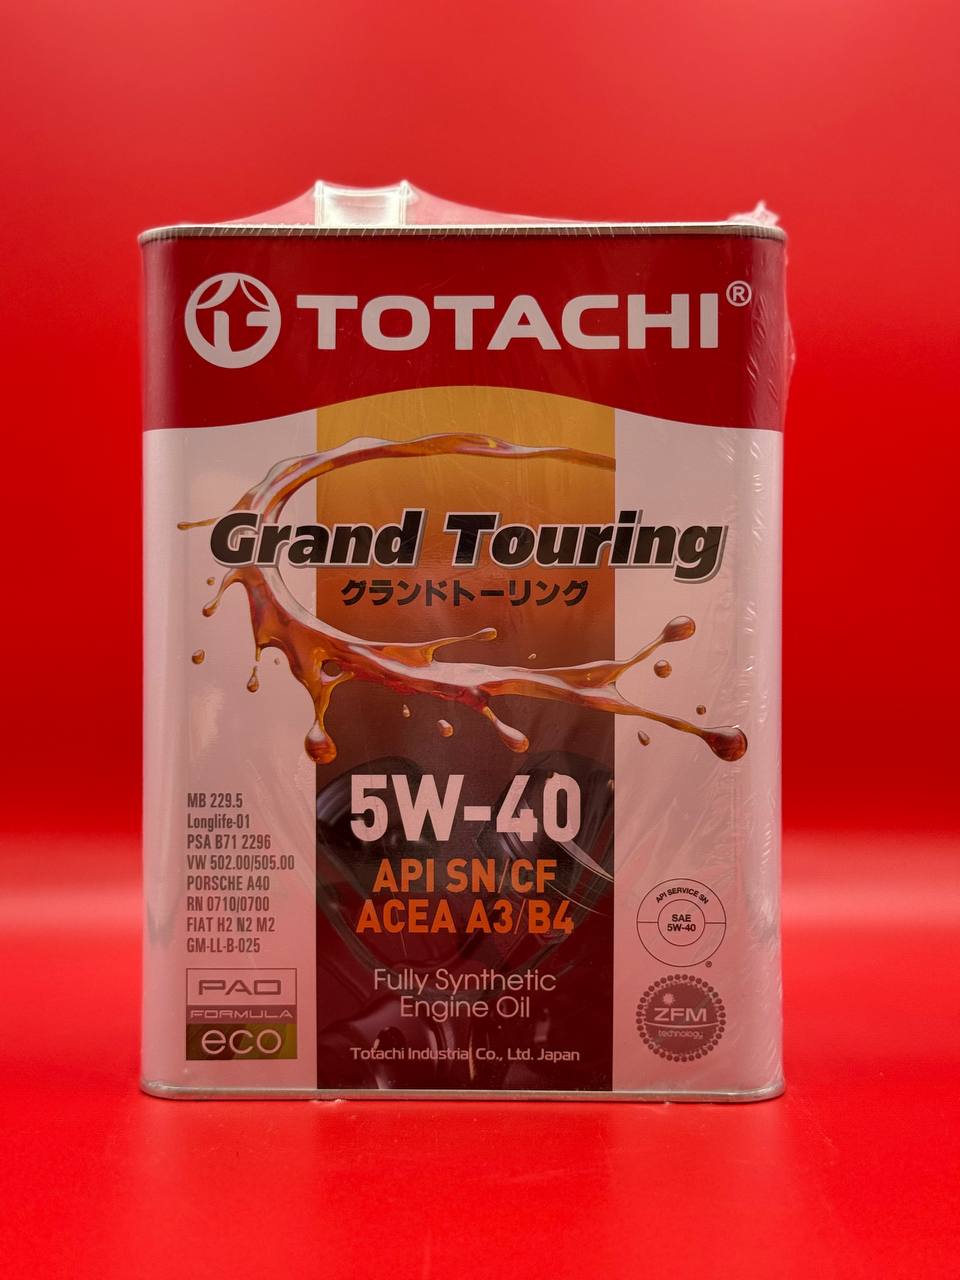 TOTACHI®
Grand Touring
グランドトーリング
5W-40
API SN/CF
ACEA A3/B4
Fully Synthetic
Engine Oil
Totachi Industrial Co., Ltd. Japan
MB 229.5
Longlife-01
PSA B71 2296
VW 502.00/505.00
PORSCHE A40
RN 0710/0700
FIAT H2 N2 M2
GM-LL-B-025
PAO
FORMULA
eco
API SERVICE SN
SAE
5W-40
®
ZFM
technology